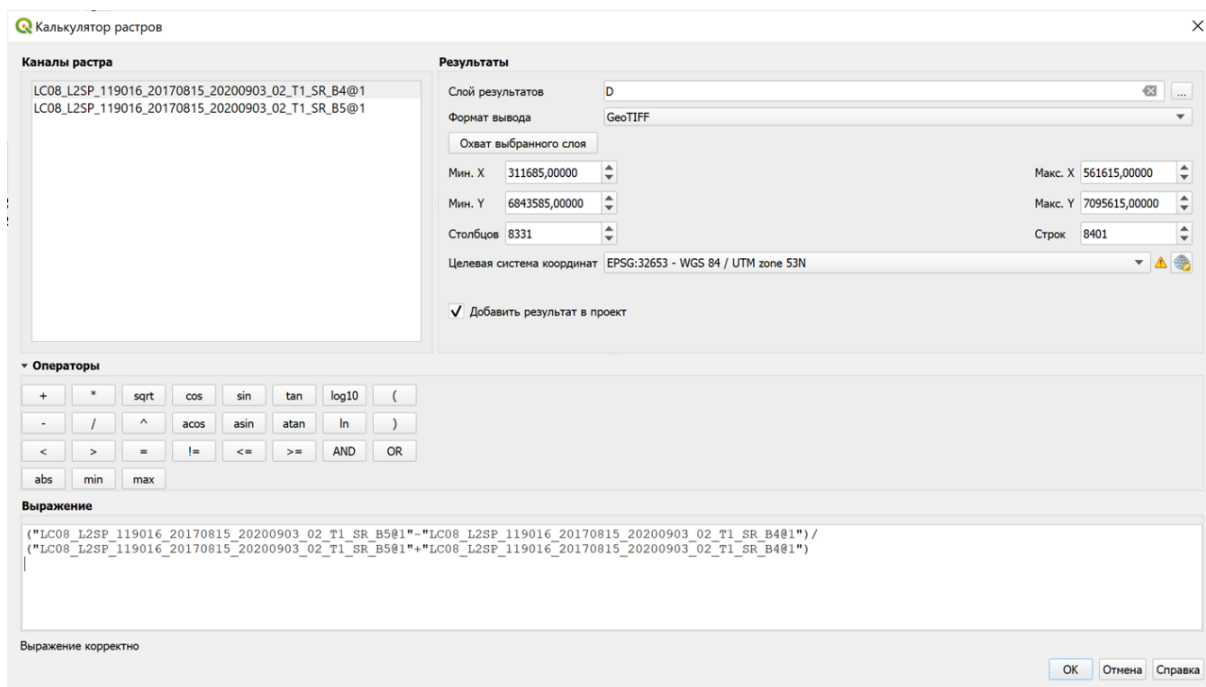 Калькулятор растров
Каналы растра
LC08_L2SP_119016_20170815_20200903_02_T1_SR_B4@1
LC08_L2SP_119016_20170815_20200903_02_T1_SR_B5@1
Результаты
Слой результатов D ...
Формат вывода GeoTIFF
Охват выбранного слоя
Мин. X 311685,00000 Макс. X 561615,00000
Мин. Y 6843585,00000 Макс. Y 7095615,00000
Столбцов 8331 Строк 8401
Целевая система координат EPSG:32653 - WGS 84 / UTM zone 53N
Добавить результат в проект
Операторы
+ * sqrt cos sin tan log10 (
- / ^ acos asin atan ln )
< > = != <= >= AND OR
abs min max
Выражение
("LC08_L2SP_119016_20170815_20200903_02_T1_SR_B5@1"-"LC08_L2SP_119016_20170815_20200903_02_T1_SR_B4@1")/
("LC08_L2SP_119016_20170815_20200903_02_T1_SR_B5@1"+"LC08_L2SP_119016_20170815_20200903_02_T1_SR_B4@1")
Выражение корректно
OK Отмена Справка